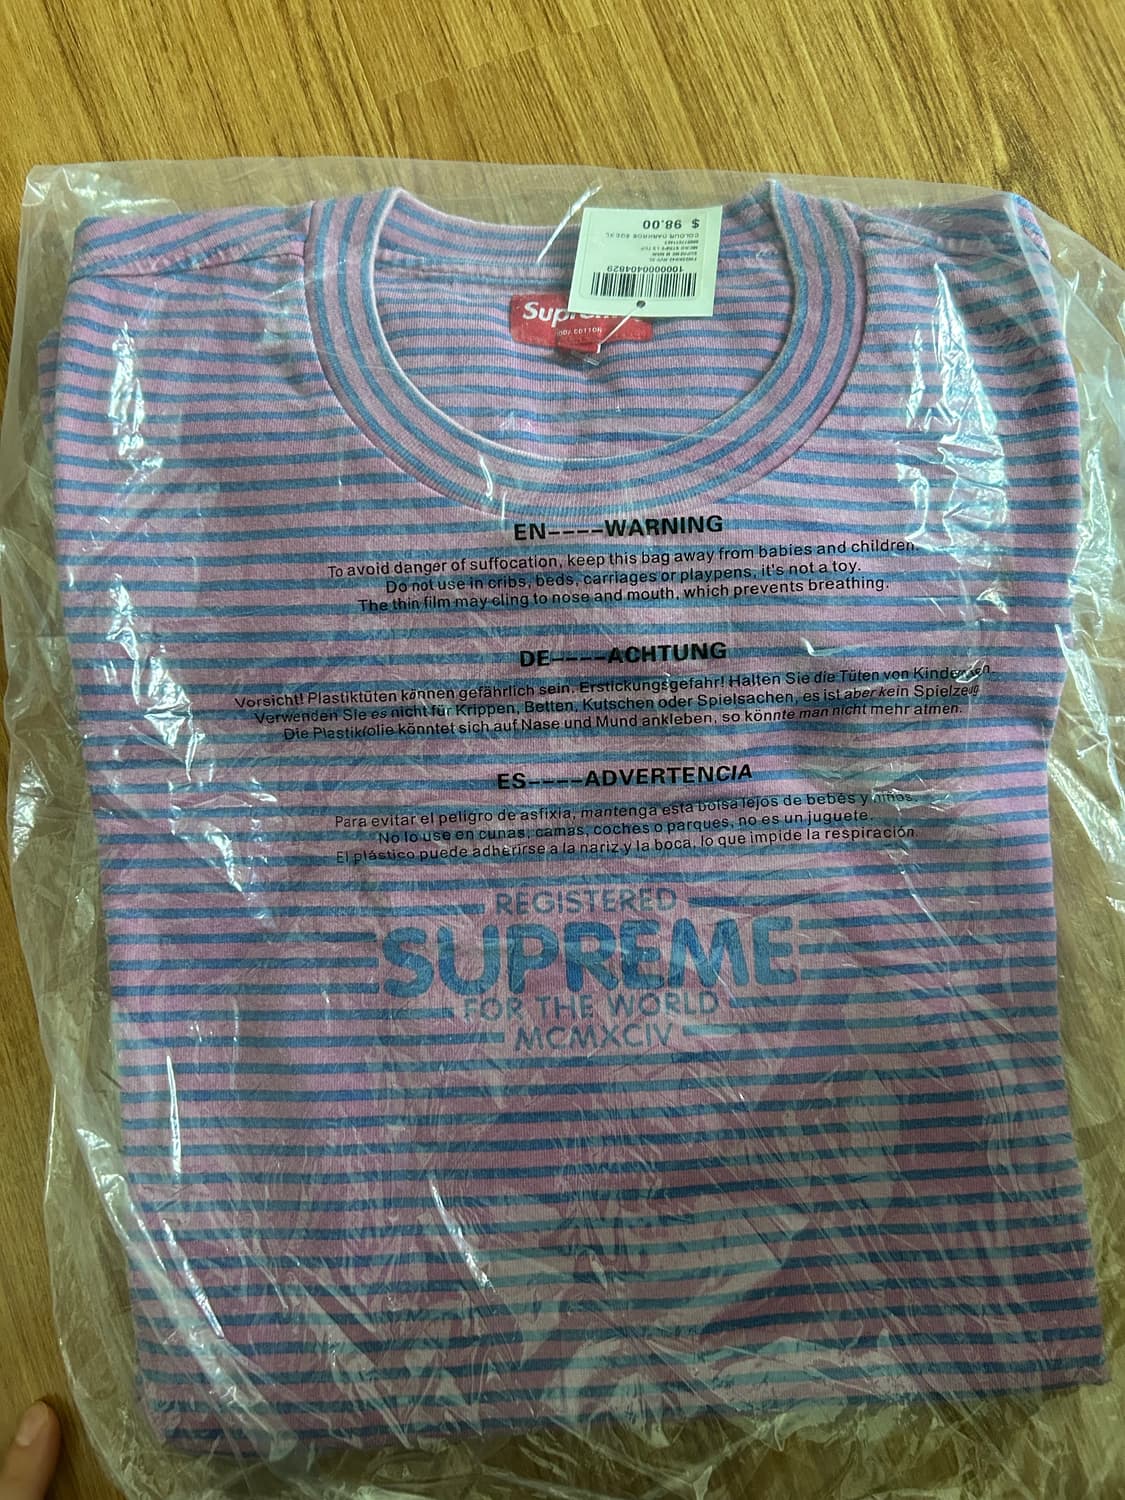 $ 98.00
1000000404829
Supreme
100% COTTON
EN----WARNING
To avoid danger of suffocation, keep this bag away from babies and children.
Do not use in cribs, beds, carriages or playpens, it's not a toy.
The thin film may cling to nose and mouth, which prevents breathing.
DE----ACHTUNG
Vorsicht! Plastiktüten können gefährlich sein. Erstickungsgefahr! Halten Sie die Tüten von Kindern
Verwenden Sie es nicht für Krippen, Betten, Kutschen oder Spielsachen, es ist aber kein Spielzeug
Die Plastikfolie könntet sich auf Nase und Mund ankleben, so könnte man nicht mehr atmen.
ES----ADVERTENCIA
Para evitar el peligro de asfixia, mantenga esta bolsa lejos de bebés y niños.
No lo use en cunas, camas, coches o parques, no es un juguete.
El plástico puede adherirse a la nariz y la boca, lo que impide la respiración.
REGISTERED
SUPREME
FOR THE WORLD
MCMXCIV